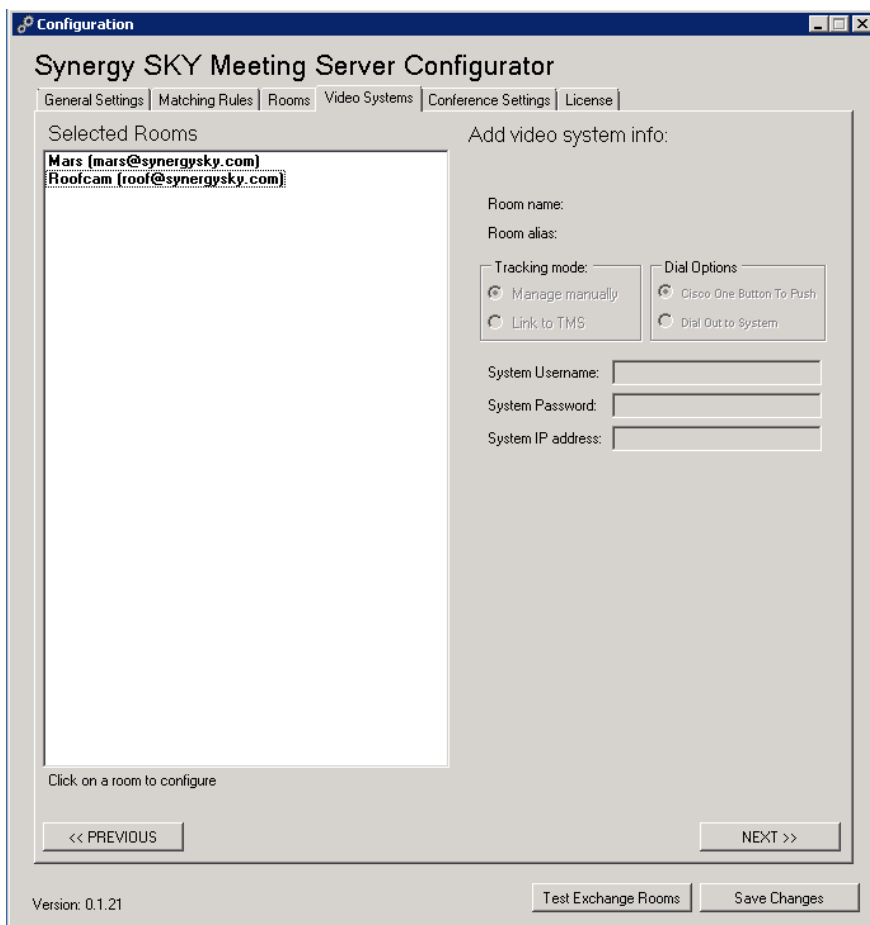 Configuration
Synergy SKY Meeting Server Configurator
General Settings Matching Rules Rooms Video Systems Conference Settings License
Selected Rooms
Mars (mars@synergysky.com)
Roofcam (roof@synergysky.com)
Click on a room to configure
Add video system info:
Room name:
Room alias:
Tracking mode:
Manage manually
Link to TMS
Dial Options
Cisco One Button To Push
Dial Out to System
System Username:
System Password:
System IP address:
<< PREVIOUS
NEXT >>
Version: 0.1.21
Test Exchange Rooms
Save Changes